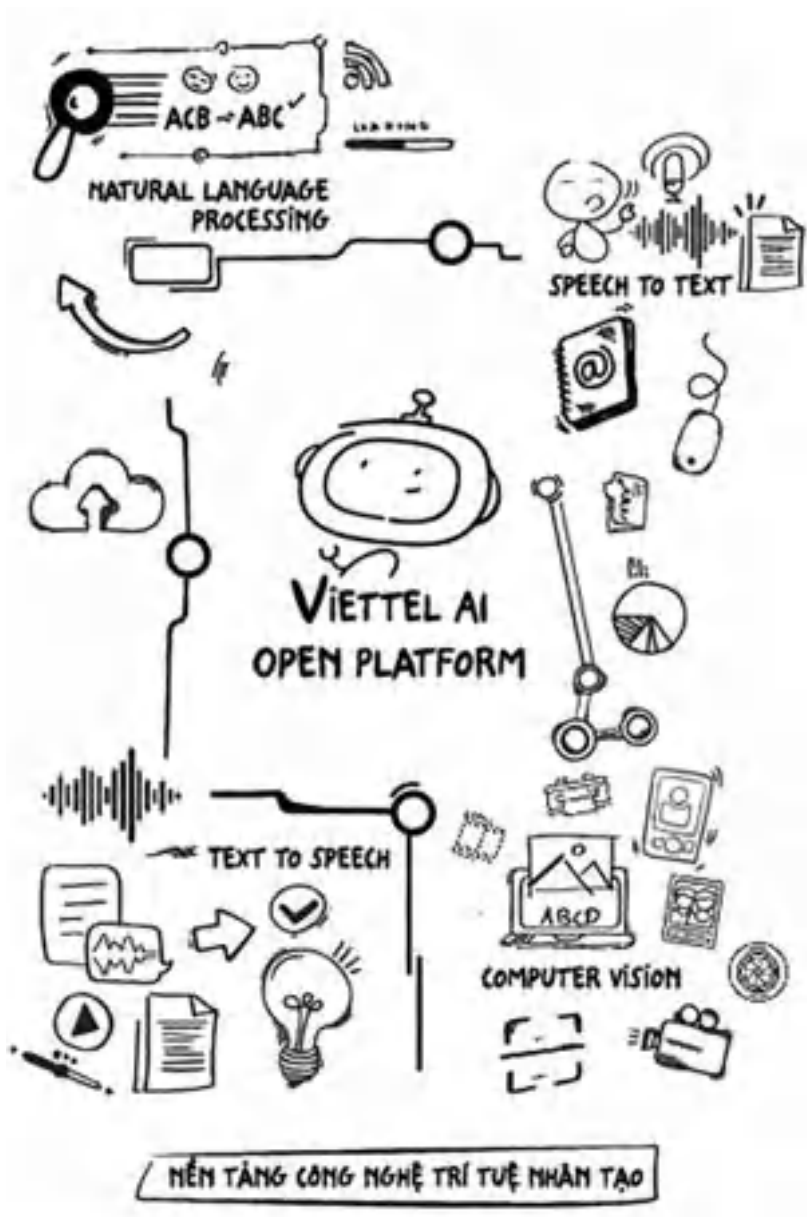 ACB → ABC
LOADING
NATURAL LANGUAGE
PROCESSING
SPEECH TO TEXT
@
VIETTEL AI
OPEN PLATFORM
TEXT TO SPEECH
ABCD
COMPUTER VISION
NỀN TẢNG CÔNG NGHỆ TRÍ TUỆ NHÂN TẠO